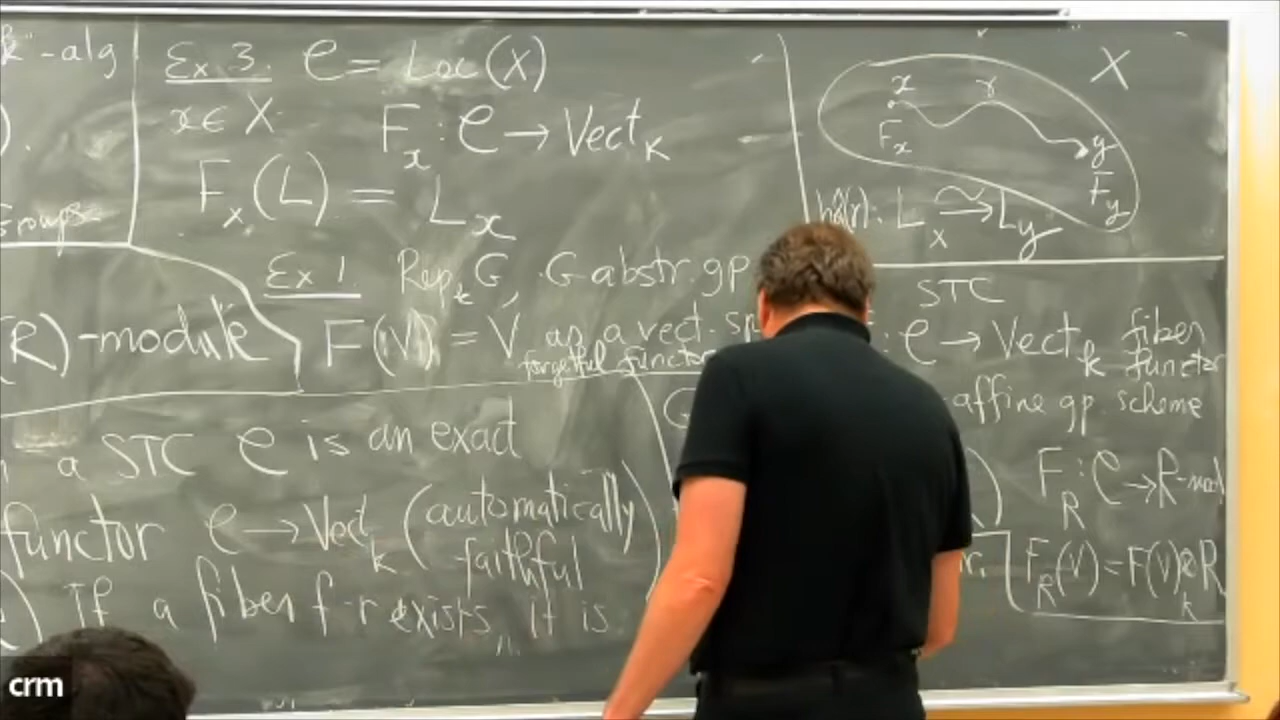 k"-alg
Ex 3. C = Loc(X)
x ∈ X F_x : C → Vect_k
F_x(L) = L_x
Groups
X
x γ
F_x y
F_y
hol(γ): L_x ⥲ L_y
Ex 1 Rep_k G, G abstr. gp
(R)-module
F(V) = V as a vect. sp
forgetful functor
a STC C is an exact
functor C → Vect_k (automatically
faithful)
If a fiber f-r exists, it is
STC
: C → Vect_k fiber
functor
G
affine gp scheme
F_R : C → R-mod
F_R(V) = F(V) ⊗_k R
crm